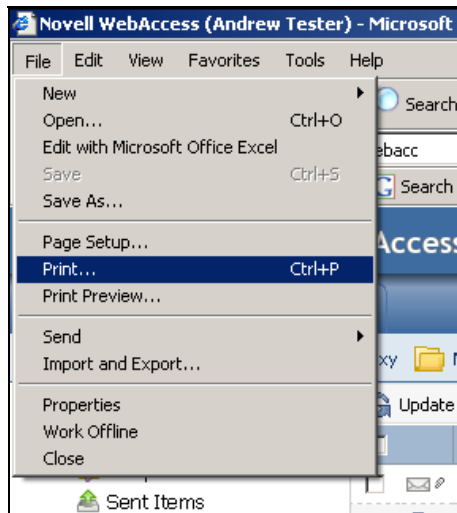 Novell WebAccess (Andrew Tester) - Microsoft
File Edit View Favorites Tools Help
New
Open... Ctrl+O
Edit with Microsoft Office Excel
Save Ctrl+S
Save As...
Page Setup...
Print... Ctrl+P
Print Preview...
Send
Import and Export...
Properties
Work Offline
Close
Search
ebacc
G Search
Access
xy
Update
Sent Items